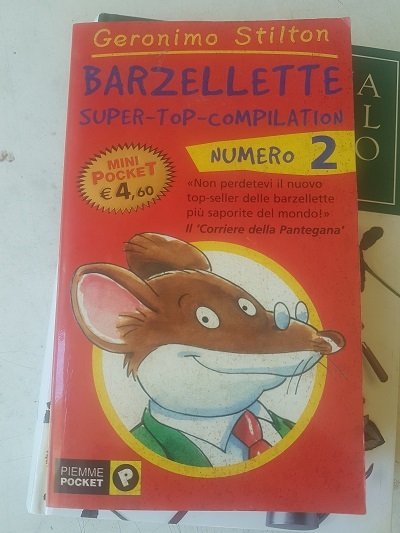 Geronimo Stilton
BARZELLETTE
SUPER-TOP-COMPILATION
NUMERO 2
MINI
POCKET
€ 4,60
«Non perdetevi il nuovo
top-seller delle barzellette
più saporite del mondo!»
Il 'Corriere della Pantegana'
PIEMME
POCKET
P
A
L
O